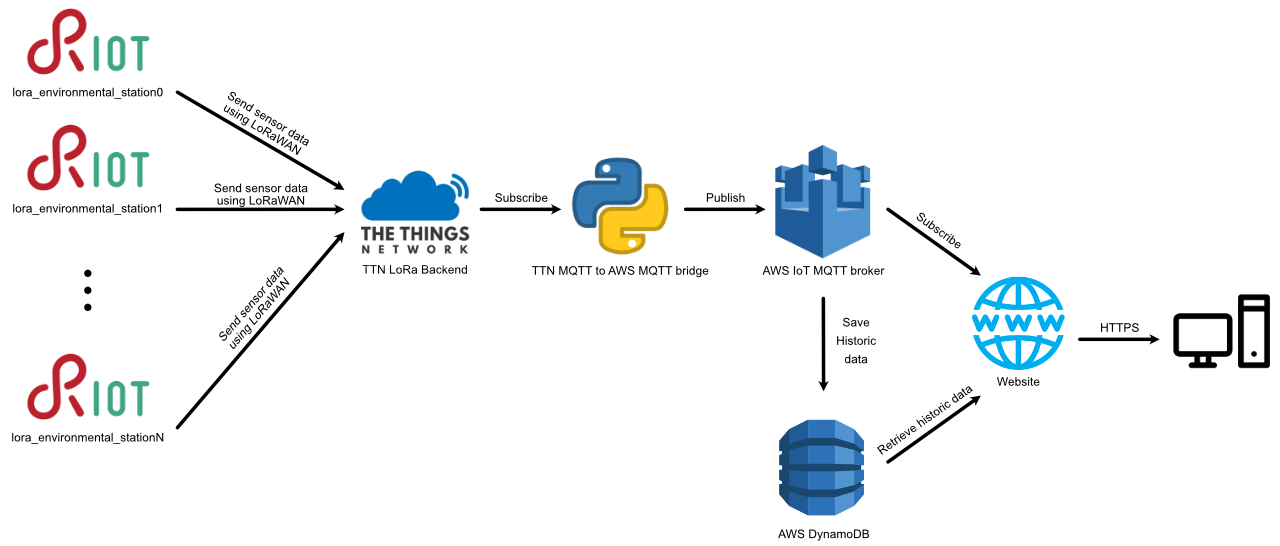 RIOT
lora_environmental_station0
Send sensor data
using LoRaWAN
RIOT
lora_environmental_station1
Send sensor data
using LoRaWAN
RIOT
lora_environmental_stationN
Send sensor data
using LoRaWAN
THE THINGS
NETWORK
TTN LoRa Backend
Subscribe
TTN MQTT to AWS MQTT bridge
Publish
AWS IoT MQTT broker
Subscribe
Save
Historic
data
AWS DynamoDB
Retrieve historic data
WWW
Website
HTTPS